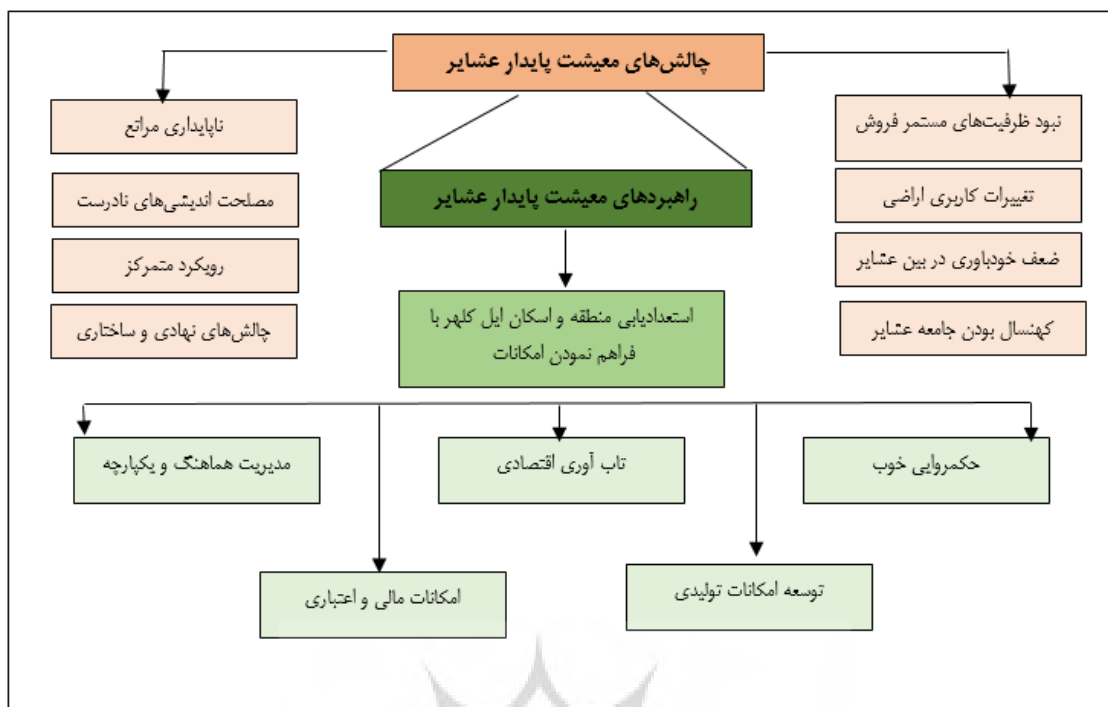 چالش‌های معیشت پایدار عشایر
نبود ظرفیت‌های مستمر فروش
تغییرات کاربری اراضی
ضعف خودباوری در بین عشایر
کهنسال بودن جامعه عشایر
ناپایداری مراتع
مصلحت اندیشی‌های نادرست
رویکرد متمرکز
چالش‌های نهادی و ساختاری
راهبردهای معیشت پایدار عشایر
استعدادیابی منطقه و اسکان ایل کلهر با
فراهم نمودن امکانات
حکمروایی خوب
تاب آوری اقتصادی
مدیریت هماهنگ و یکپارچه
توسعه امکانات تولیدی
امکانات مالی و اعتباری